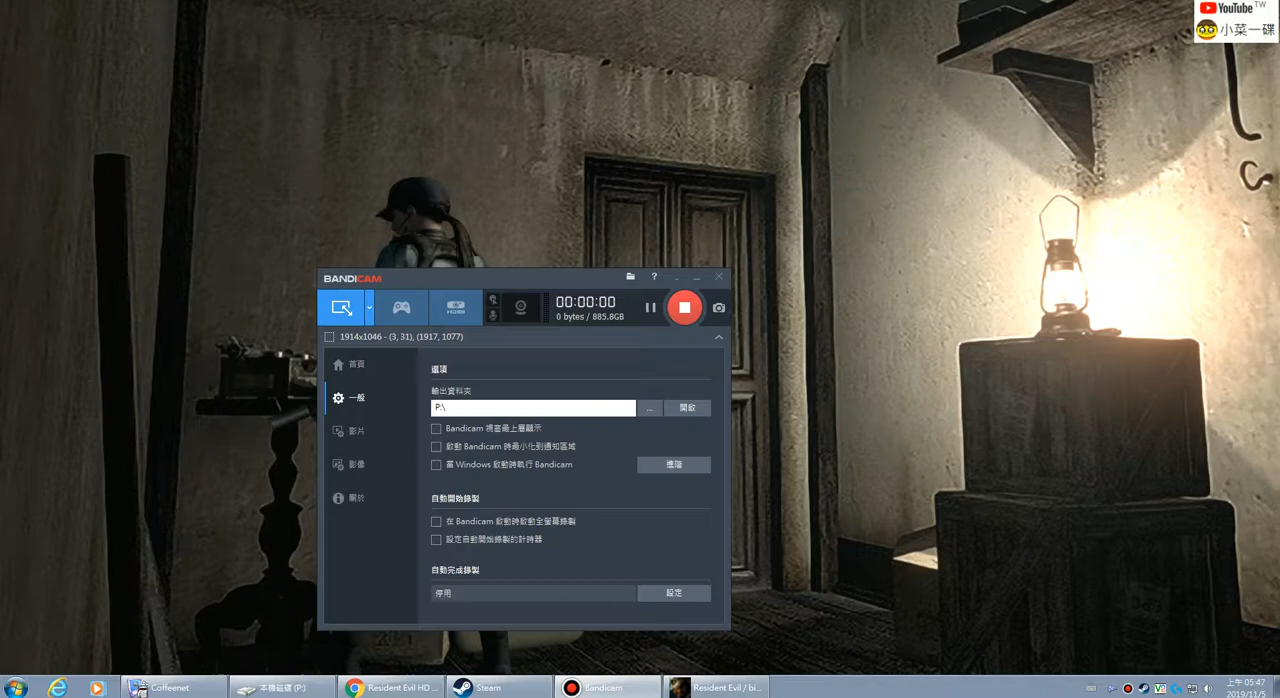 YouTube TW
小菜一碟
BANDICAM
?
HDMI
00:00:00
0 bytes / 885.8GB
1914x1046 - (3, 31), (1917, 1077)
首頁
一般
影片
影像
關於
選項
輸出資料夾
P:\
...
開啟
Bandicam 視窗最上層顯示
啟動 Bandicam 時最小化到通知區域
當 Windows 啟動時執行 Bandicam
進階
自動開始錄製
在 Bandicam 啟動時啟動全螢幕錄製
設定自動開始錄製的計時器
自動完成錄製
停用
設定
Coffeenet
本機磁碟 (P:)
Resident Evil HD ...
Steam
Bandicam
Resident Evil / bi...
上午 05:47
2019/11/5